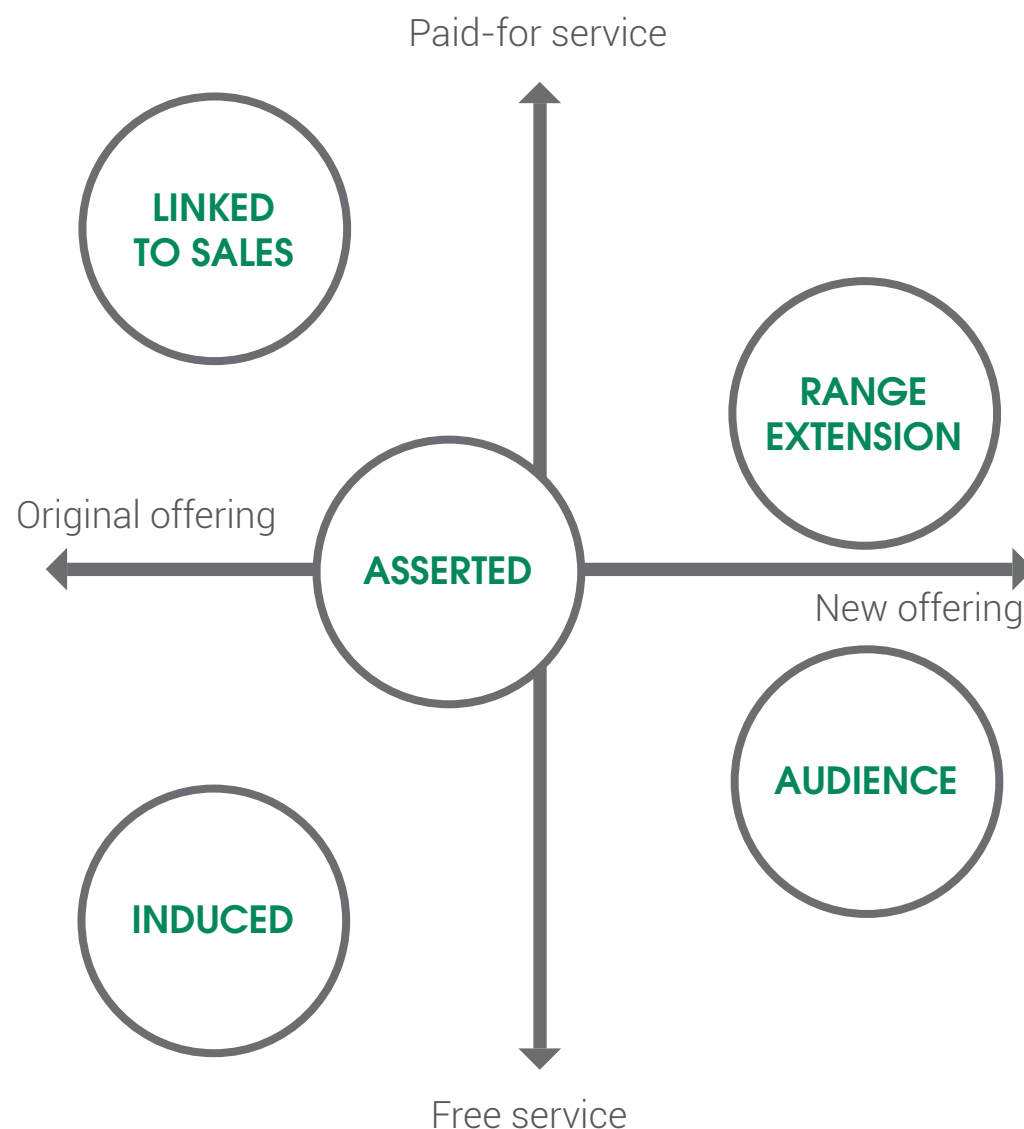 Paid-for service
LINKED
TO SALES
RANGE
EXTENSION
Original offering
ASSERTED
New offering
AUDIENCE
INDUCED
Free service